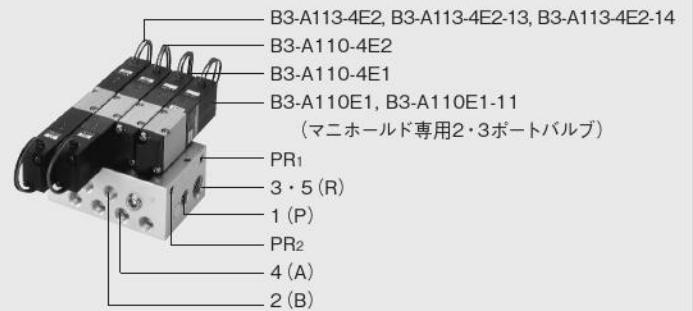 B3-A113-4E2, B3-A113-4E2-13, B3-A113-4E2-14
B3-A110-4E2
B3-A110-4E1
B3-A110E1, B3-A110E1-11
（マニホールド専用2・3ポートバルブ）
PR1
3・5（R）
1（P）
PR2
4（A）
2（B）